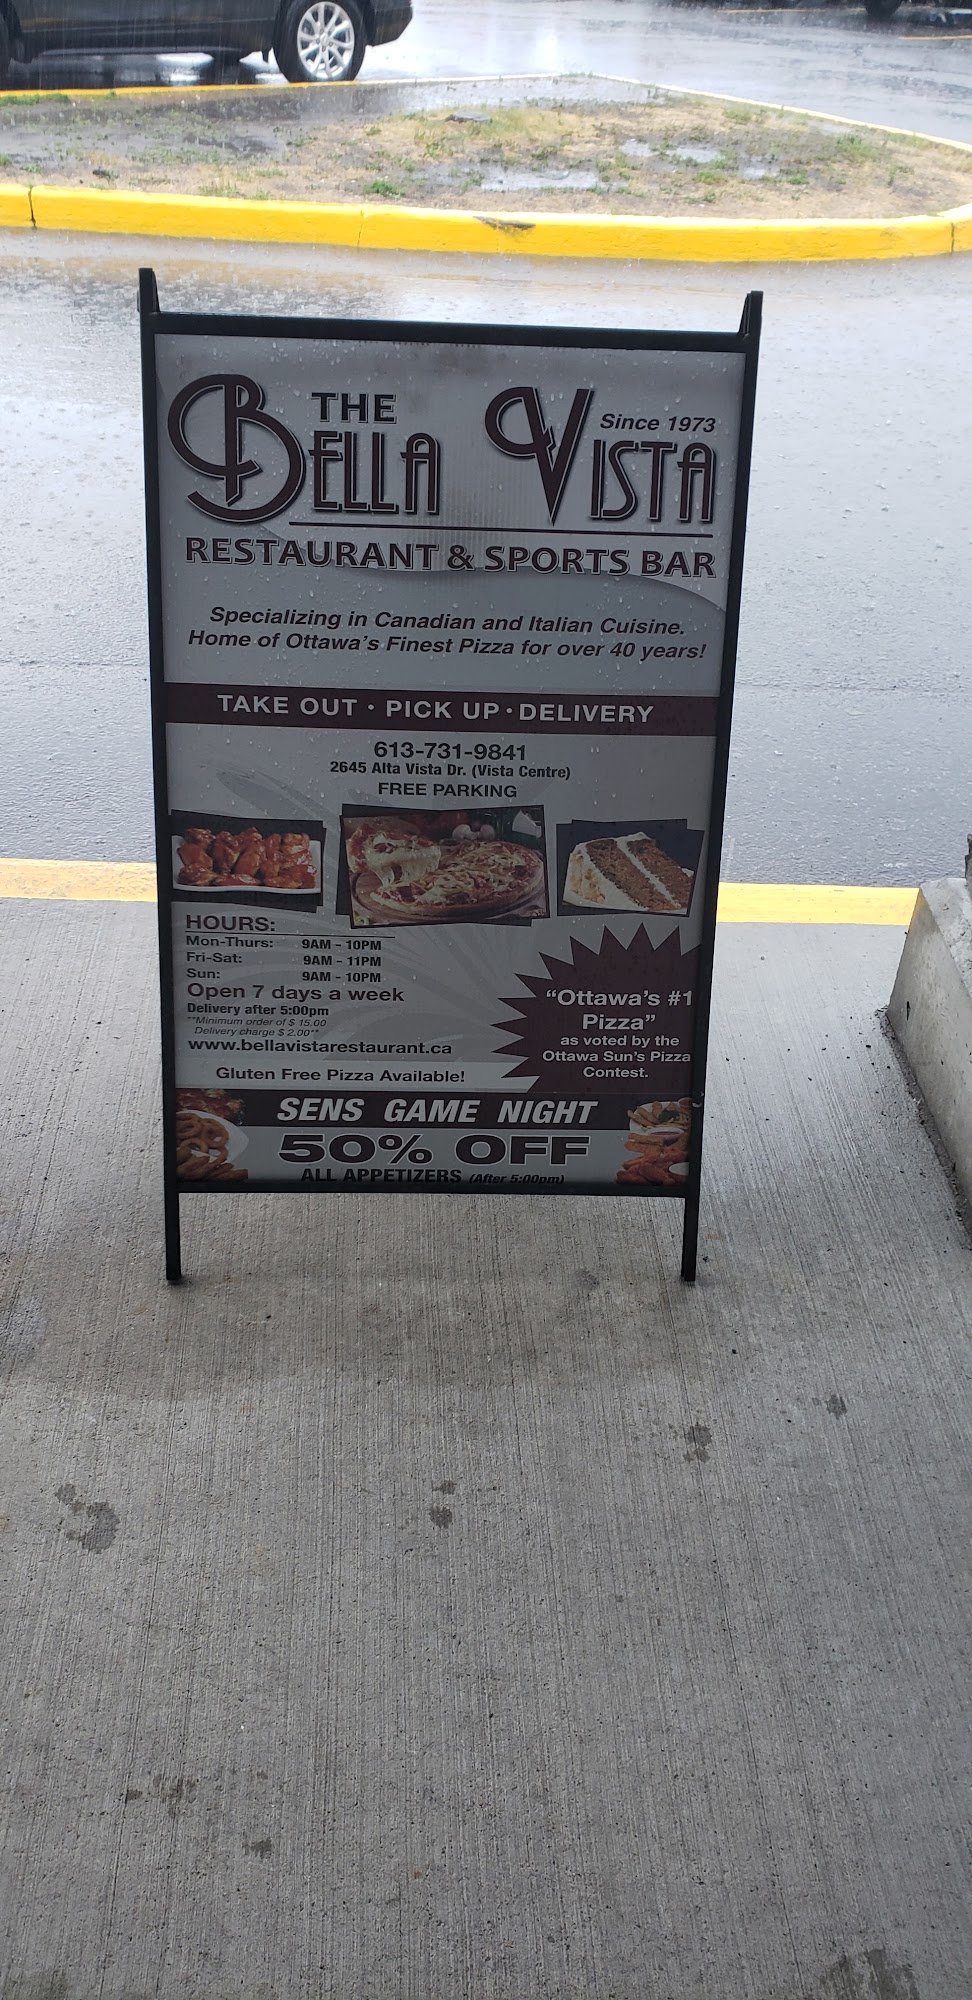 THE
BELLA VISTA
Since 1973
RESTAURANT & SPORTS BAR
Specializing in Canadian and Italian Cuisine.
Home of Ottawa's Finest Pizza for over 40 years!
TAKE OUT • PICK UP • DELIVERY
613-731-9841
2645 Alta Vista Dr. (Vista Centre)
FREE PARKING
HOURS:
Mon-Thurs: 9AM - 10PM
Fri-Sat: 9AM - 11PM
Sun: 9AM - 10PM
Open 7 days a week
Delivery after 5:00pm
**Minimum order of $ 15.00
Delivery charge $ 2.00**
www.bellavistarestaurant.ca
Gluten Free Pizza Available!
"Ottawa's #1
Pizza"
as voted by the
Ottawa Sun's Pizza
Contest.
SENS GAME NIGHT
50% OFF
ALL APPETIZERS (After 5:00pm)